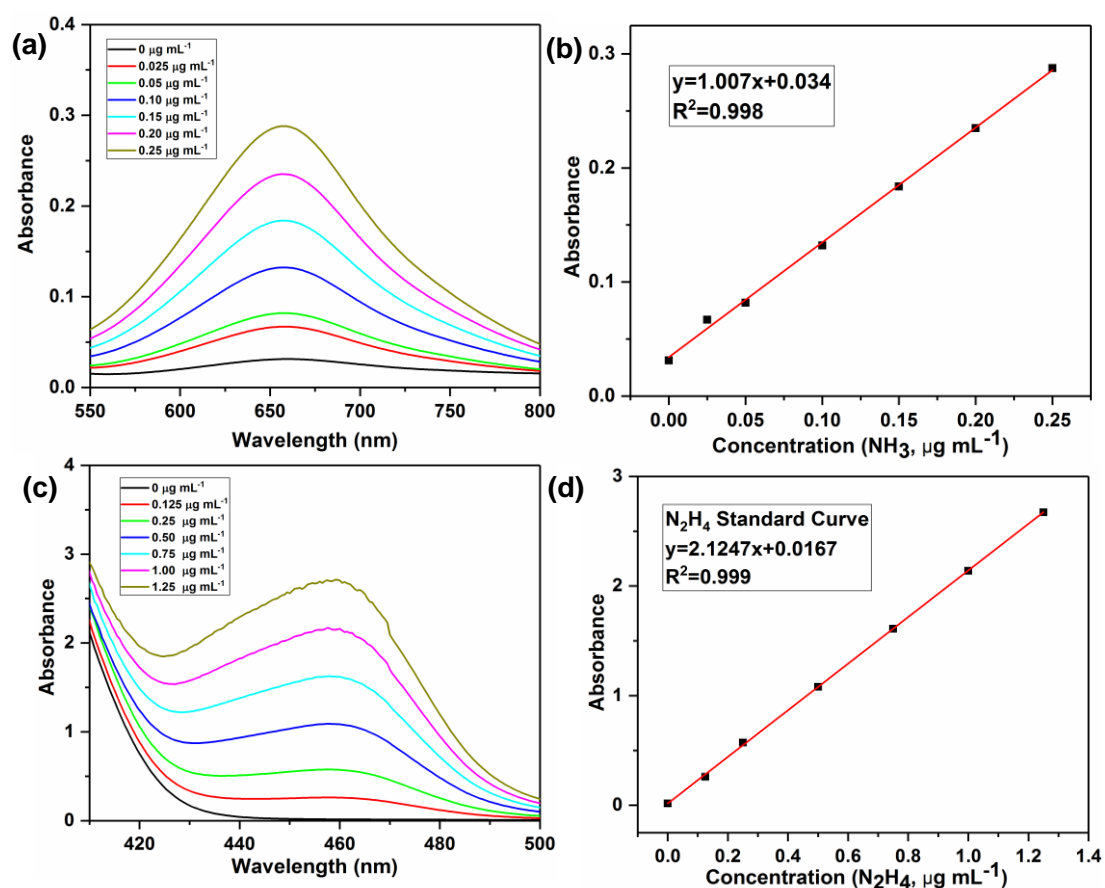 (a)
0.4
0.3
0.2
0.1
0.0
Absorbance
0 μg mL⁻¹
0.025 μg mL⁻¹
0.05 μg mL⁻¹
0.10 μg mL⁻¹
0.15 μg mL⁻¹
0.20 μg mL⁻¹
0.25 μg mL⁻¹
550 600 650 700 750 800
Wavelength (nm)
(b)
0.3
0.2
0.1
0.0
Absorbance
y=1.007x+0.034
R²=0.998
0.00 0.05 0.10 0.15 0.20 0.25
Concentration (NH₃, μg mL⁻¹)
(c)
4
3
2
1
0
Absorbance
0 μg mL⁻¹
0.125 μg mL⁻¹
0.25 μg mL⁻¹
0.50 μg mL⁻¹
0.75 μg mL⁻¹
1.00 μg mL⁻¹
1.25 μg mL⁻¹
420 440 460 480 500
Wavelength (nm)
(d)
3
2
1
0
Absorbance
N₂H₄ Standard Curve
y=2.1247x+0.0167
R²=0.999
0.0 0.2 0.4 0.6 0.8 1.0 1.2 1.4
Concentration (N₂H₄, μg mL⁻¹)